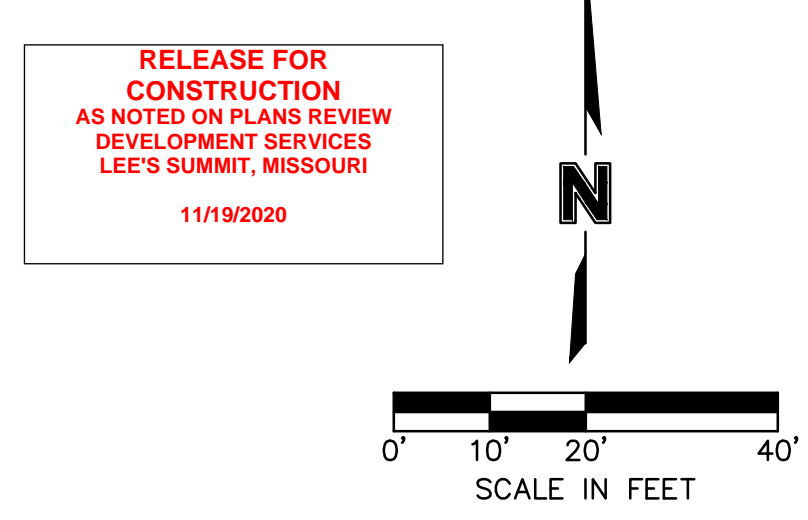 RELEASE FOR
CONSTRUCTION
AS NOTED ON PLANS REVIEW
DEVELOPMENT SERVICES
LEE'S SUMMIT, MISSOURI
11/19/2020
N
0' 10' 20' 40'
SCALE IN FEET